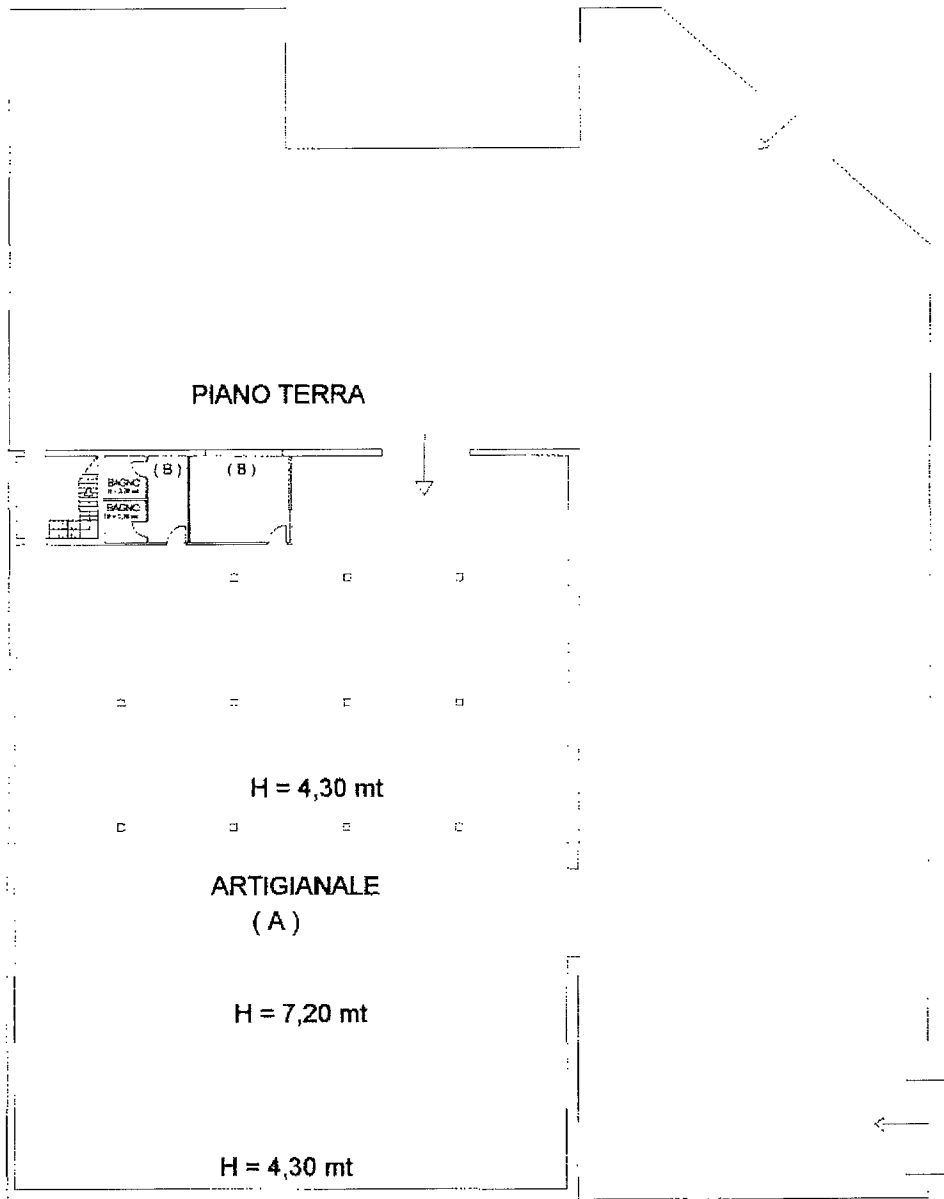 PIANO TERRA
( B ) ( B )
BAGNO
BAGNO
H = 4,30 mt
ARTIGIANALE
( A )
H = 7,20 mt
H = 4,30 mt